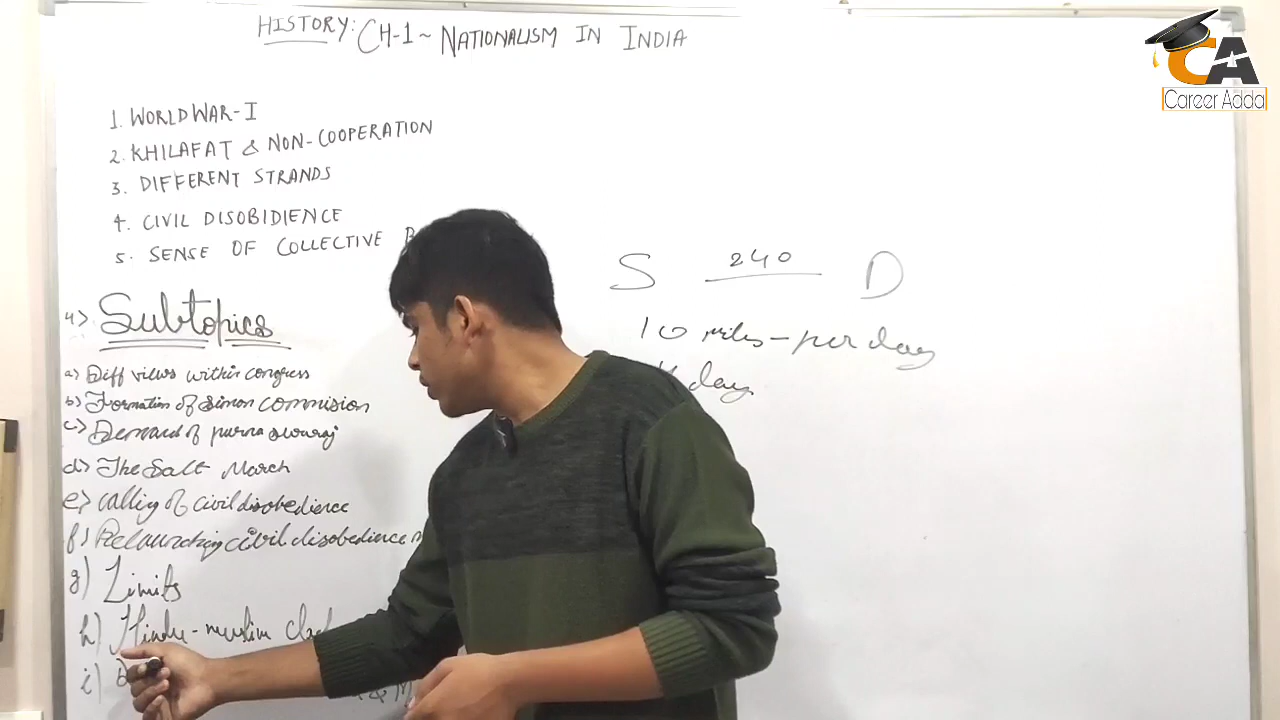 HISTORY: CH-1 ~ NATIONALISM IN INDIA
CA
Career Adda
1. WORLD WAR-I
2. KHILAFAT & NON-COOPERATION
3. DIFFERENT STRANDS
4. CIVIL DISOBIDIENCE
5. SENSE OF COLLECTIVE B
4> Subtopics
a) Diff views within congress
b) Formation of Simon commision
c) Demand of purna swaraj
d) The Salt March
e) Calling of civil disobedience
f) Relaunching civil disobedience
g) Limits
h) Hindu-muslim
i)
S 240 D
10 miles - per day
days